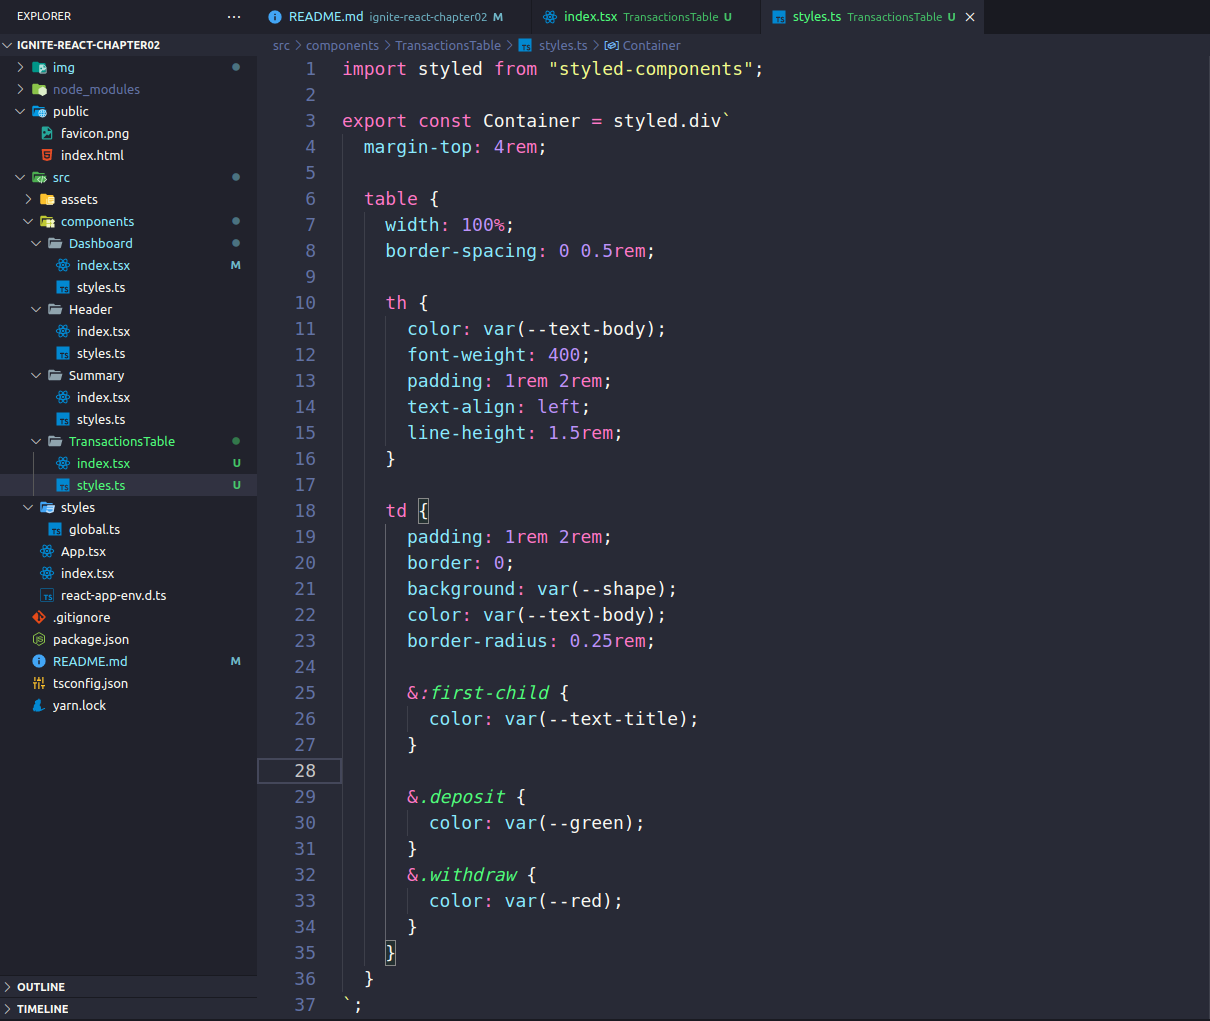 EXPLORER ...
README.md ignite-react-chapter02 M
index.tsx TransactionsTable U
styles.ts TransactionsTable U
IGNITE-REACT-CHAPTER02
img
node_modules
public
favicon.png
index.html
src
assets
components
Dashboard
index.tsx M
styles.ts
Header
index.tsx
styles.ts
Summary
index.tsx
styles.ts
TransactionsTable
index.tsx U
styles.ts U
styles
global.ts
App.tsx
index.tsx
react-app-env.d.ts
.gitignore
package.json
README.md M
tsconfig.json
yarn.lock
OUTLINE
TIMELINE
src > components > TransactionsTable > TS styles.ts > Container
1 import styled from "styled-components";
2
3 export const Container = styled.div`
4 margin-top: 4rem;
5
6 table {
7 width: 100%;
8 border-spacing: 0 0.5rem;
9
10 th {
11 color: var(--text-body);
12 font-weight: 400;
13 padding: 1rem 2rem;
14 text-align: left;
15 line-height: 1.5rem;
16 }
17
18 td {
19 padding: 1rem 2rem;
20 border: 0;
21 background: var(--shape);
22 color: var(--text-body);
23 border-radius: 0.25rem;
24
25 &:first-child {
26 color: var(--text-title);
27 }
28
29 &.deposit {
30 color: var(--green);
31 }
32 &.withdraw {
33 color: var(--red);
34 }
35 }
36 }
37 `;